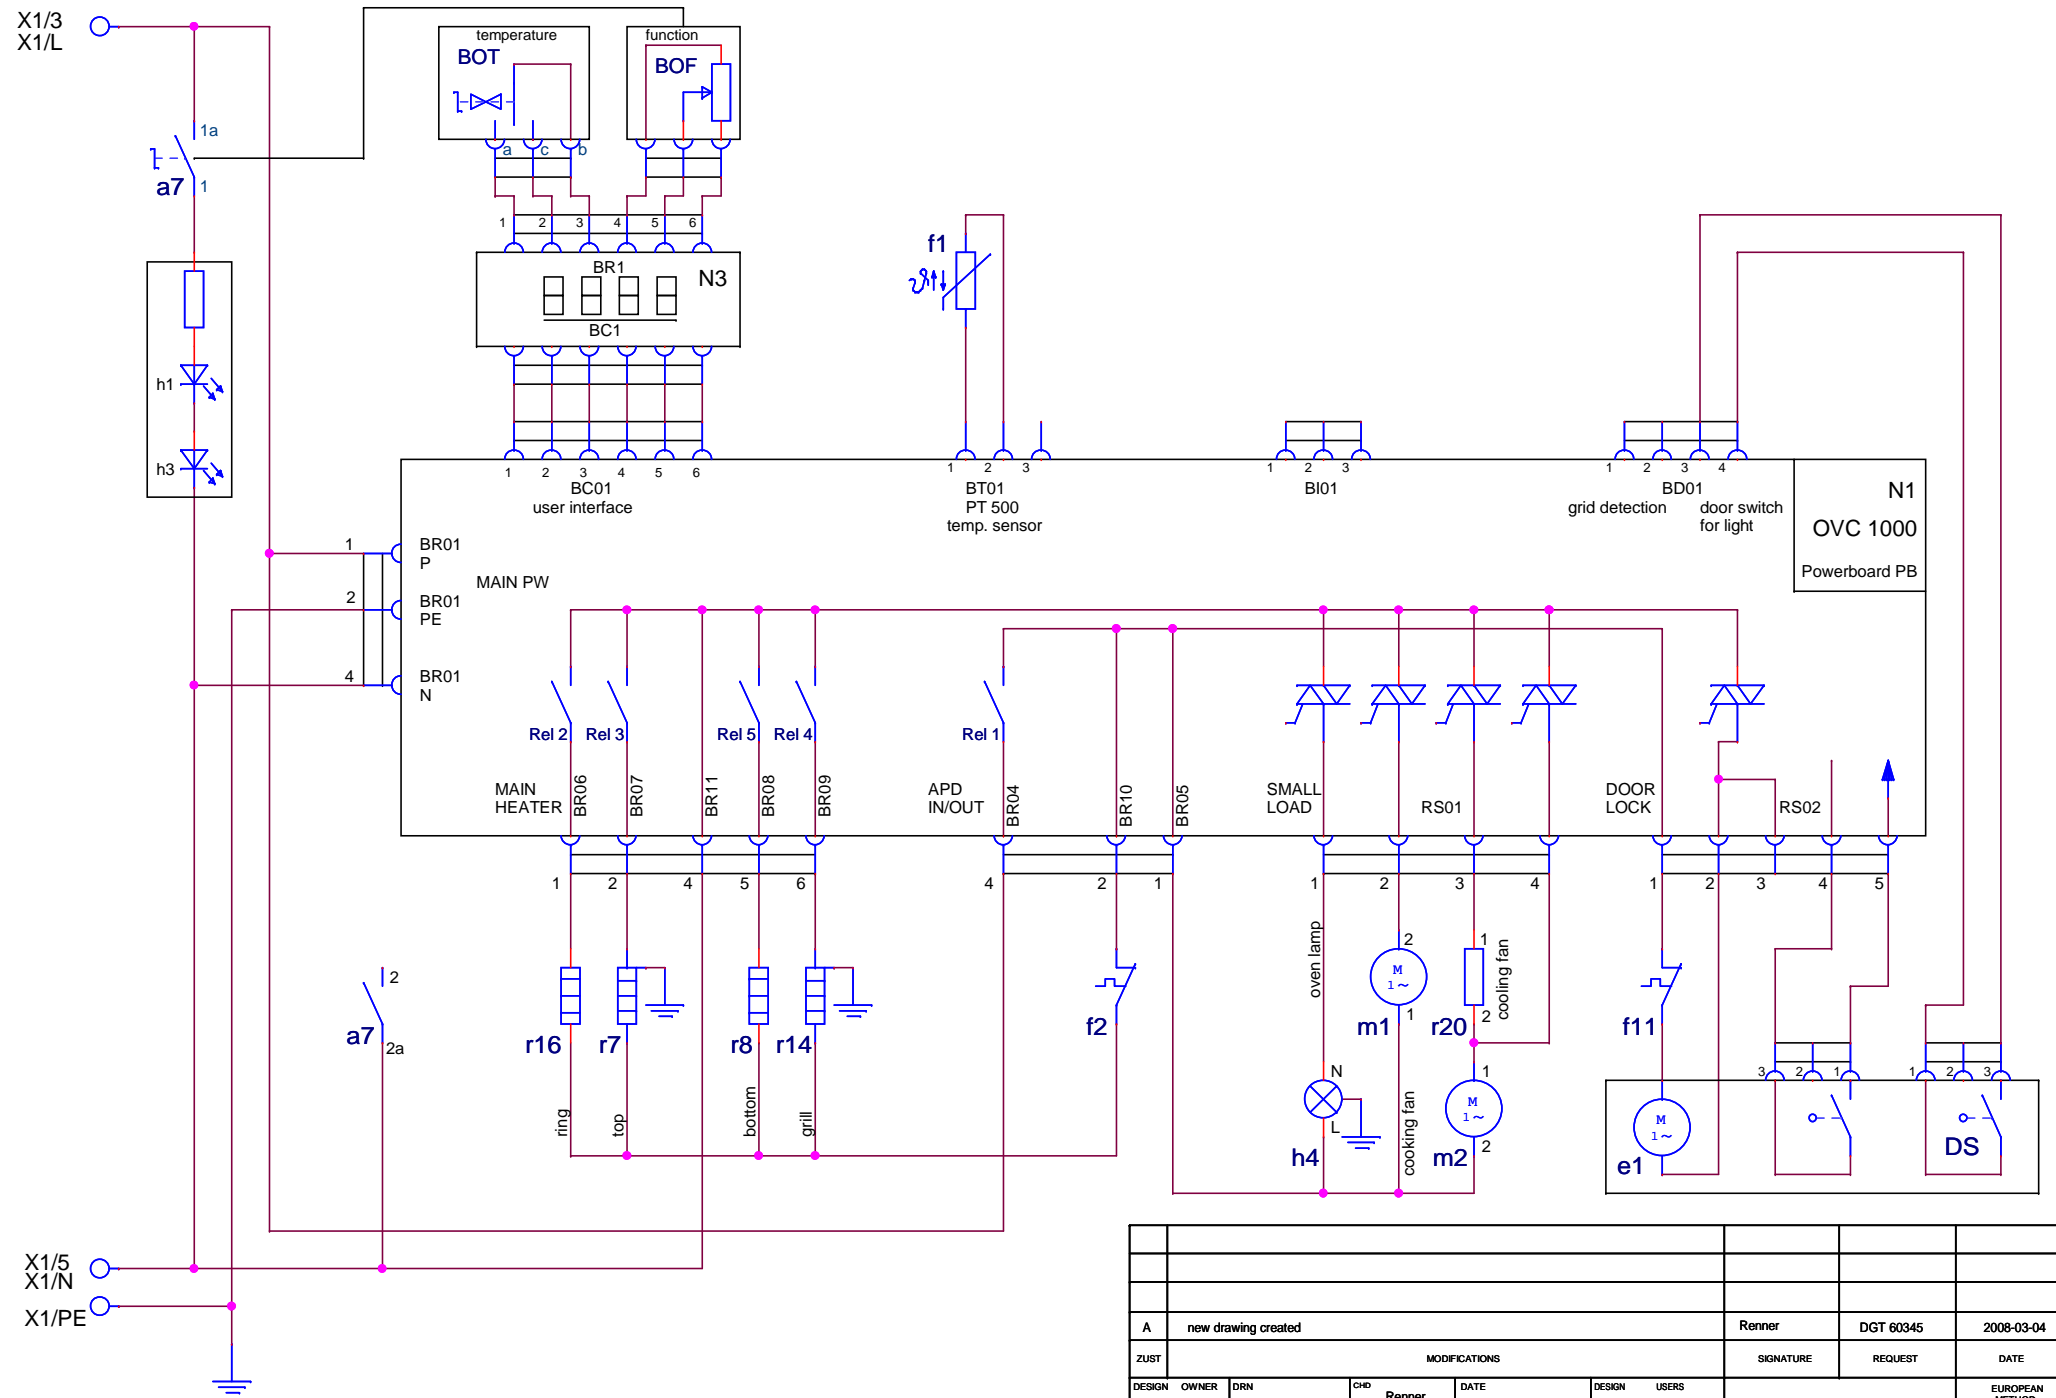 X1/3
X1/L
temperature
BOT
function
BOF
a c b
1a
a7
1
1 2 3 4 5 6
BR1
N3
BC1
f1
h1
h3
1 2 3 4 5 6
BC01
user interface
1 2 3
BT01
PT 500
temp. sensor
1 2 3
BI01
1 2 3 4
BD01
grid detection
door switch
for light
N1
OVC 1000
Powerboard PB
1
BR01
P
MAIN PW
2
BR01
PE
4
BR01
N
Rel 2
Rel 3
Rel 5
Rel 4
Rel 1
MAIN
HEATER
BR06
BR07
BR11
BR08
BR09
APD
IN/OUT
BR04
BR10
BR05
SMALL
LOAD
RS01
DOOR
LOCK
RS02
1 2 4 5 6
4 2 1
1 2 3 4
1 2 3 4 5
2
a7
2a
r16
r7
r8
r14
ring
top
bottom
grill
f2
oven lamp
N
L
h4
2
M
1~
1
m1
cooking fan
1
r20
2
cooling fan
1
M
1~
2
m2
f11
M
1~
e1
3 2 1
1 2 3
DS
X1/5
X1/N
X1/PE
A new drawing created Renner DGT 60345 2008-03-04
ZUST MODIFICATIONS SIGNATURE REQUEST DATE
DESIGN OWNER DRN CHD Renner DATE DESIGN USERS EUROPEAN
METHOD